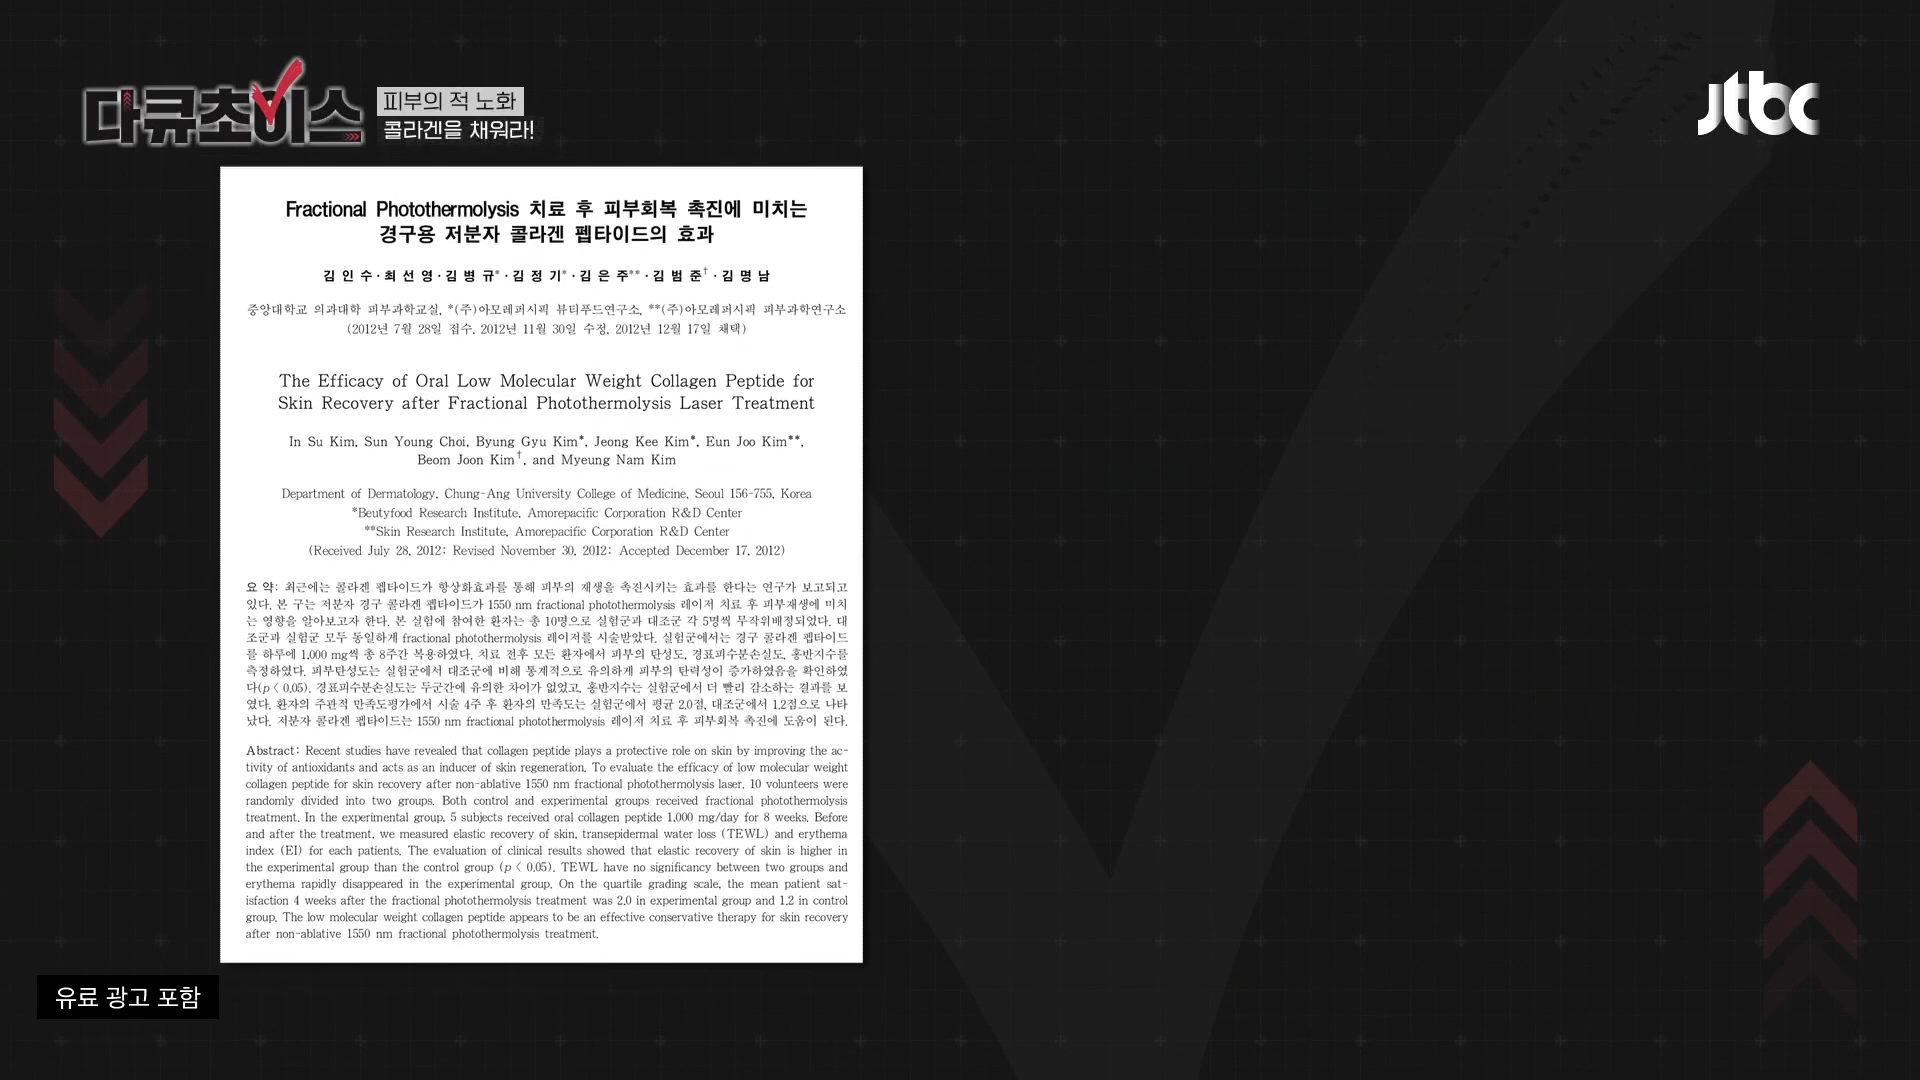 다큐초이스
피부의 적 노화
콜라겐을 채워라!
jtbc
Fractional Photothermolysis 치료 후 피부회복 촉진에 미치는
경구용 저분자 콜라겐 펩타이드의 효과
김 인 수·최 선 영·김 병 규*·김 정 기*·김 은 주**·김 범 준†·김 명 남
중앙대학교 의과대학 피부과학교실, *(주)아모레퍼시픽 뷰티푸드연구소, **(주)아모레퍼시픽 피부과학연구소
(2012년 7월 28일 접수, 2012년 11월 30일 수정, 2012년 12월 17일 채택)
The Efficacy of Oral Low Molecular Weight Collagen Peptide for
Skin Recovery after Fractional Photothermolysis Laser Treatment
In Su Kim, Sun Young Choi, Byung Gyu Kim*, Jeong Kee Kim*, Eun Joo Kim**,
Beom Joon Kim†, and Myeung Nam Kim
Department of Dermatology, Chung-Ang University College of Medicine, Seoul 156-755, Korea
*Beutyfood Research Institute, Amorepacific Corporation R&D Center
**Skin Research Institute, Amorepacific Corporation R&D Center
(Received July 28, 2012; Revised November 30, 2012; Accepted December 17, 2012)
요 약: 최근에는 콜라겐 펩타이드가 항상화효과를 통해 피부의 재생을 촉진시키는 효과를 한다는 연구가 보고되고
있다. 본 구는 저분자 경구 콜라겐 펩타이드가 1550 nm fractional photothermolysis 레이저 치료 후 피부재생에 미치
는 영향을 알아보고자 한다. 본 실험에 참여한 환자는 총 10명으로 실험군과 대조군 각 5명씩 무작위배정되었다. 대
조군과 실험군 모두 동일하게 fractional photothermolysis 레이저를 시술받았다. 실험군에서는 경구 콜라겐 펩타이드
를 하루에 1,000 mg씩 총 8주간 복용하였다. 치료 전후 모든 환자에서 피부의 탄성도, 경표피수분손실도, 홍반지수를
측정하였다. 피부탄성도는 실험군에서 대조군에 비해 통계적으로 유의하게 피부의 탄력성이 증가하였음을 확인하였
다(p < 0.05). 경표피수분손실도는 두군간에 유의한 차이가 없었고, 홍반지수는 실험군에서 더 빨리 감소하는 결과를 보
였다. 환자의 주관적 만족도평가에서 시술 4주 후 환자의 만족도는 실험군에서 평균 2.0점, 대조군에서 1.2점으로 나타
났다. 저분자 콜라겐 펩타이드는 1550 nm fractional photothermolysis 레이저 치료 후 피부회복 촉진에 도움이 된다.
Abstract: Recent studies have revealed that collagen peptide plays a protective role on skin by improving the ac-
tivity of antioxidants and acts as an inducer of skin regeneration. To evaluate the efficacy of low molecular weight
collagen peptide for skin recovery after non-ablative 1550 nm fractional photothermolysis laser, 10 volunteers were
randomly divided into two groups. Both control and experimental groups received fractional photothermolysis
treatment. In the experimental group, 5 subjects received oral collagen peptide 1,000 mg/day for 8 weeks. Before
and after the treatment, we measured elastic recovery of skin, transepidermal water loss (TEWL) and erythema
index (EI) for each patients. The evaluation of clinical results showed that elastic recovery of skin is higher in
the experimental group than the control group (p < 0.05). TEWL have no significancy between two groups and
erythema rapidly disappeared in the experimental group. On the quartile grading scale, the mean patient sat-
isfaction 4 weeks after the fractional photothermolysis treatment was 2.0 in experimental group and 1.2 in control
group. The low molecular weight collagen peptide appears to be an effective conservative therapy for skin recovery
after non-ablative 1550 nm fractional photothermolysis treatment.
유료 광고 포함